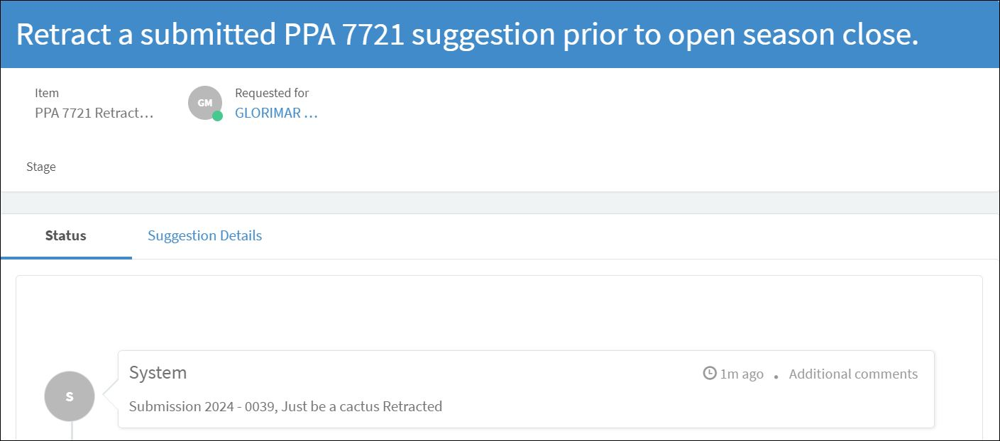 Retract a submitted PPA 7721 suggestion prior to open season close.
Item
PPA 7721 Retract…
GM
Requested for
GLORIMAR …
Stage
Status
Suggestion Details
S
System
1m ago . Additional comments
Submission 2024 - 0039, Just be a cactus Retracted